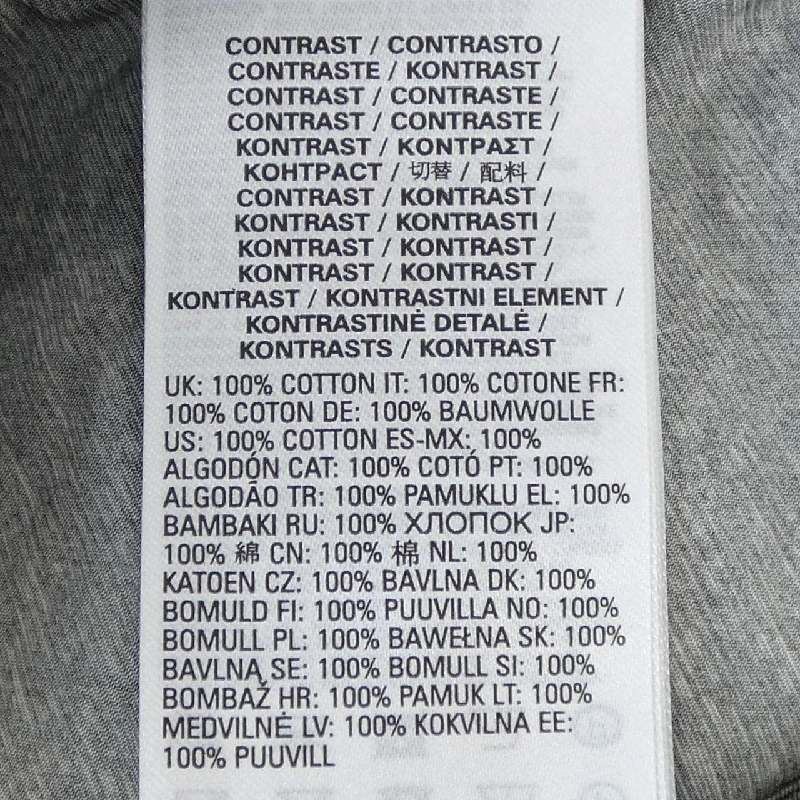 CONTRAST / CONTRASTO /
CONTRASTE / KONTRAST /
CONTRAST / CONTRASTE /
CONTRAST / CONTRASTE /
KONTRAST / ΚΟΝΤΡΑΣΤ /
КОНТРАСТ / 切替 / 配料 /
CONTRAST / KONTRAST /
KONTRAST / KONTRASTI /
KONTRAST / KONTRAST /
KONTRAST / KONTRAST /
KONTRAST / KONTRASTNI ELEMENT /
KONTRASTINĖ DETALĖ /
KONTRASTS / KONTRAST
UK: 100% COTTON IT: 100% COTONE FR:
100% COTON DE: 100% BAUMWOLLE
US: 100% COTTON ES-MX: 100%
ALGODÓN CAT: 100% COTÓ PT: 100%
ALGODÃO TR: 100% PAMUKLU EL: 100%
BAMBAKI RU: 100% ХЛОПОК JP:
100% 綿 CN: 100% 棉 NL: 100%
KATOEN CZ: 100% BAVLNA DK: 100%
BOMULD FI: 100% PUUVILLA NO: 100%
BOMULL PL: 100% BAWEŁNA SK: 100%
BAVLNA SE: 100% BOMULL SI: 100%
BOMBAŽ HR: 100% PAMUK LT: 100%
MEDVILNĖ LV: 100% KOKVILNA EE:
100% PUUVILL